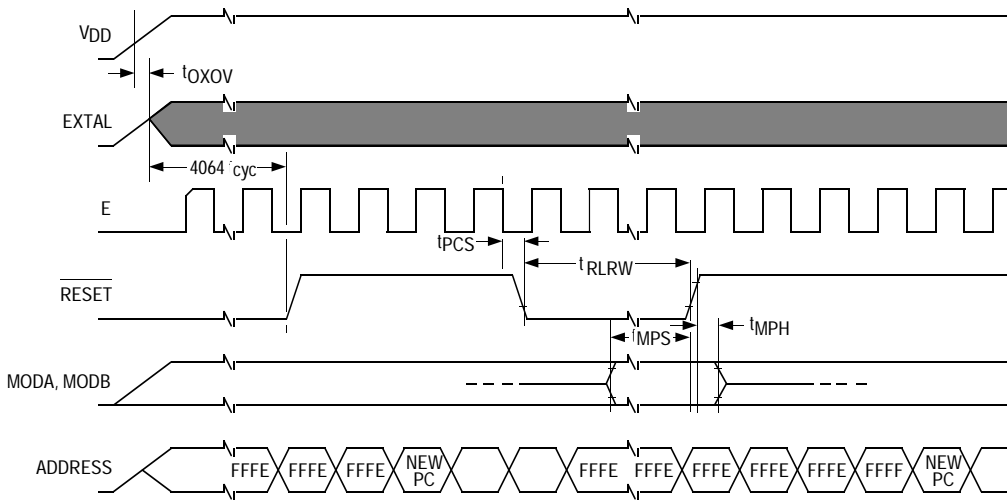 VDD
tOXOV
EXTAL
4064 tcyc
E
tPCS
tRLRW
RESET
tMPS
tMPH
MODA, MODB
ADDRESS
FFFE FFFE FFFE NEW PC FFFE FFFE FFFE FFFE FFFE FFFF NEW PC